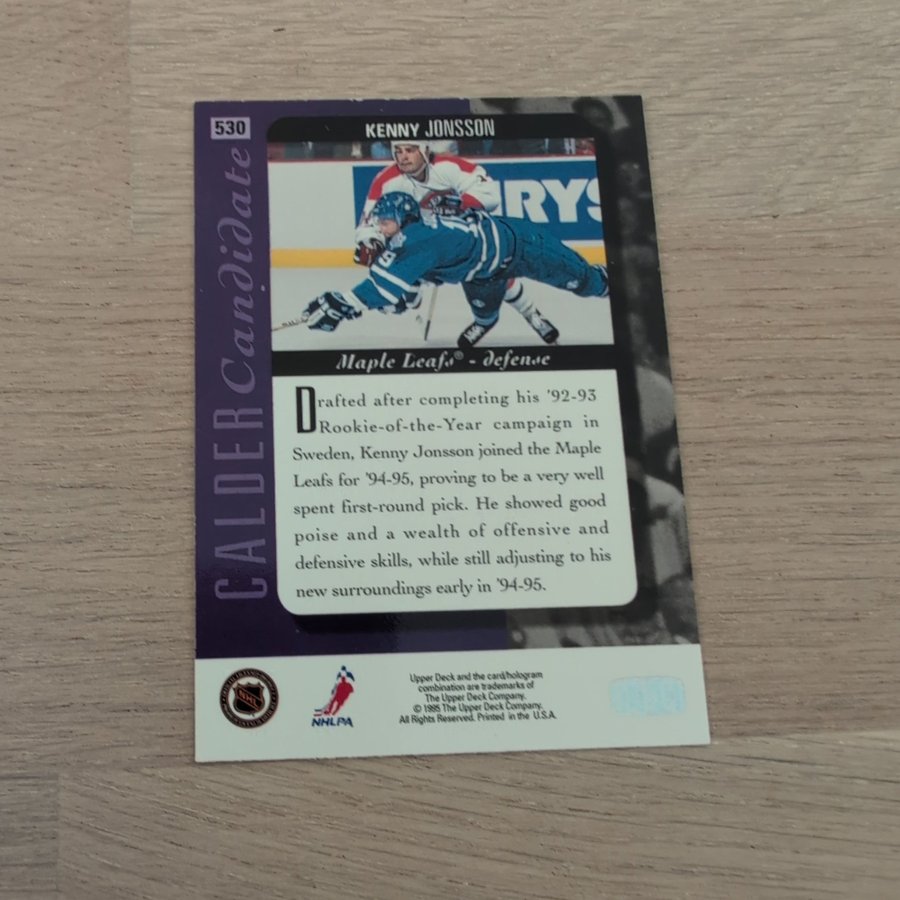 530
KENNY JONSSON
CALDER Candidate
RYS
15
Maple Leafs® - defense
Drafted after completing his '92-93
Rookie-of-the-Year campaign in
Sweden, Kenny Jonsson joined the Maple
Leafs for '94-95, proving to be a very well
spent first-round pick. He showed good
poise and a wealth of offensive and
defensive skills, while still adjusting to his
new surroundings early in '94-95.
NHL
NHLPA
Upper Deck and the card/hologram
combination are trademarks of
The Upper Deck Company.
© 1995 The Upper Deck Company.
All Rights Reserved. Printed in the U.S.A.